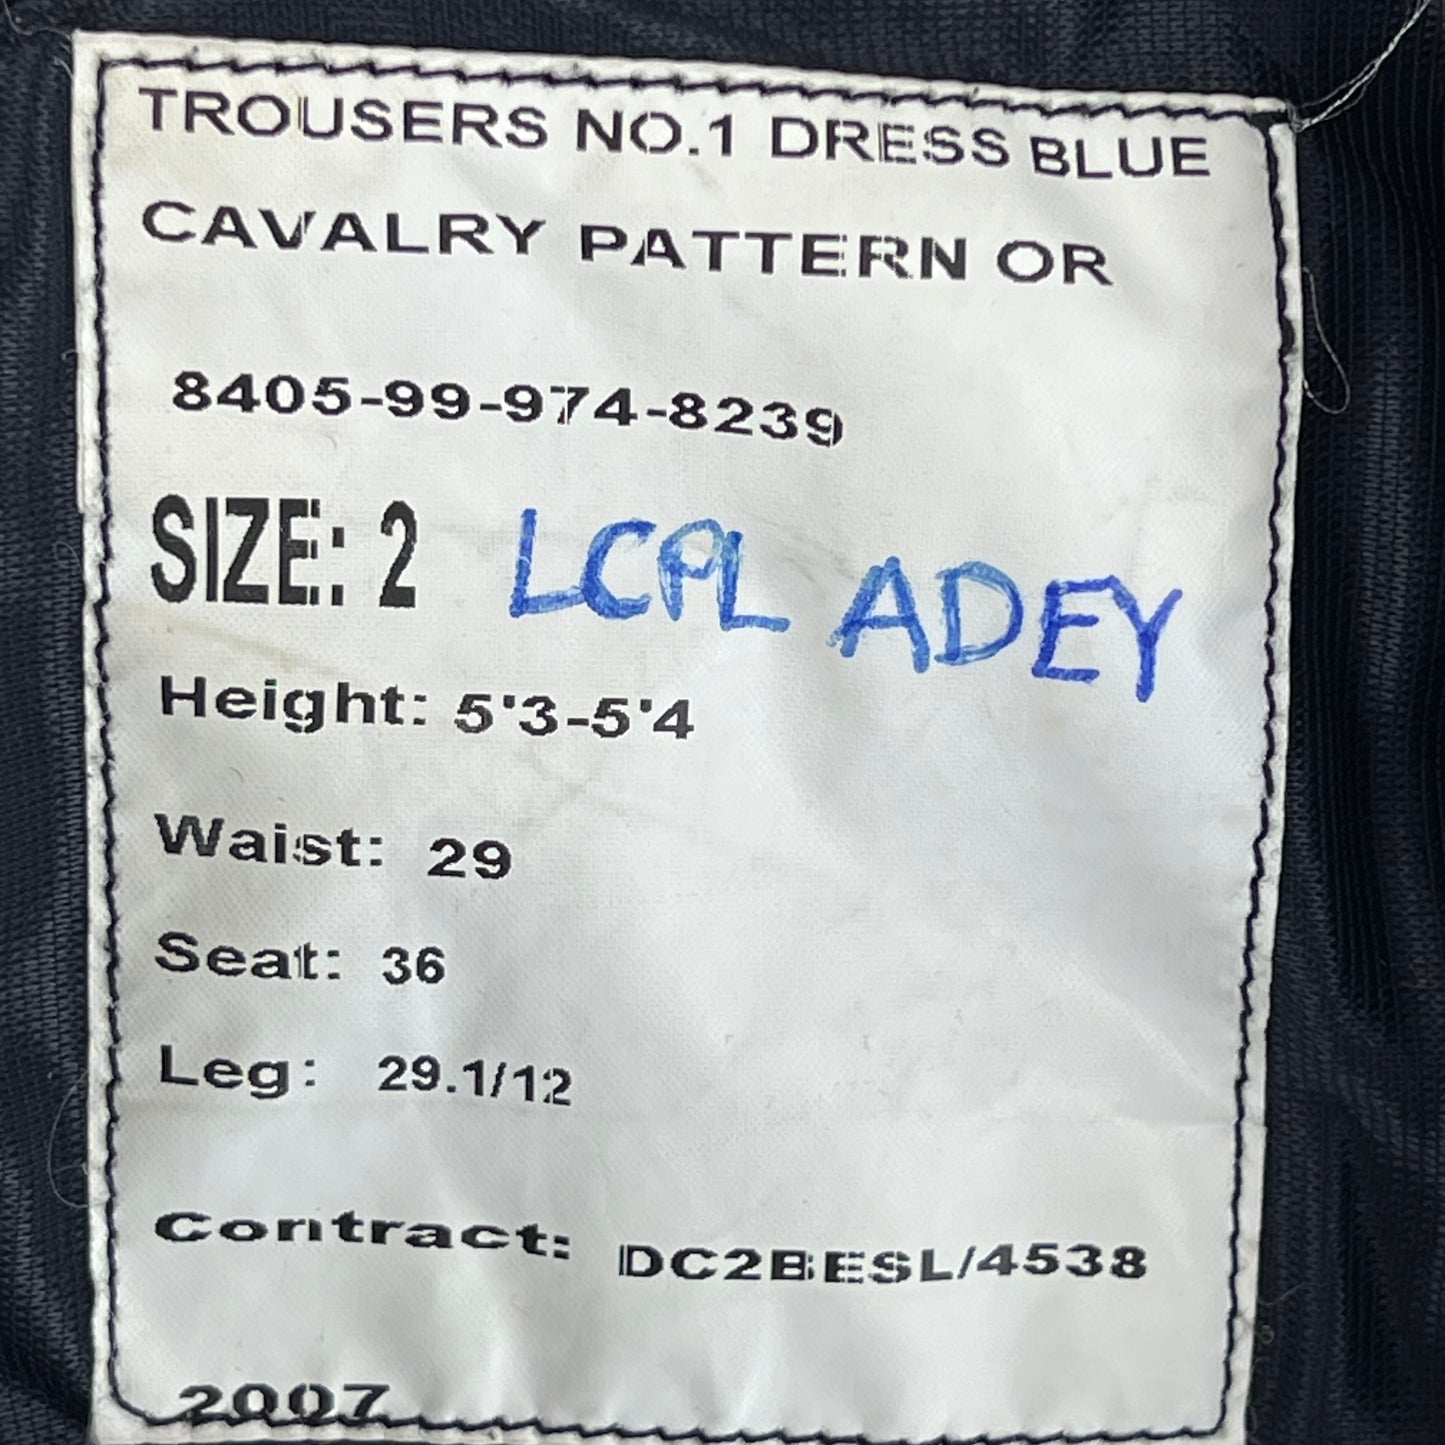 TROUSERS NO.1 DRESS BLUE
CAVALRY PATTERN OR
8405-99-974-8239
SIZE: 2 LCPL ADEY
Height: 5'3-5'4
Waist: 29
Seat: 36
Leg: 29.1/12
Contract: DC2BESL/4538
2007